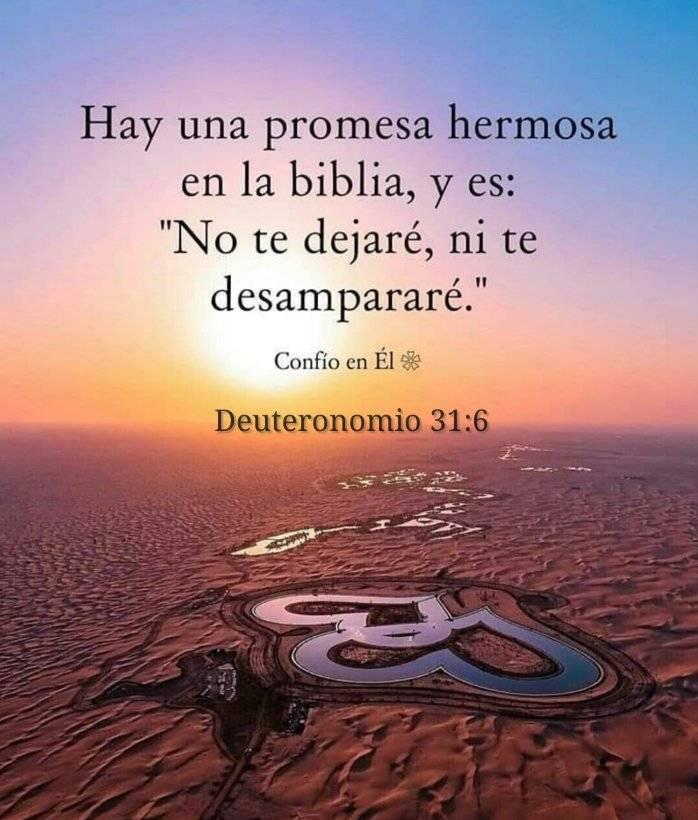 Hay una promesa hermosa
en la biblia, y es:
"No te dejaré, ni te
desampararé."
Confío en Él
Deuteronomio 31:6